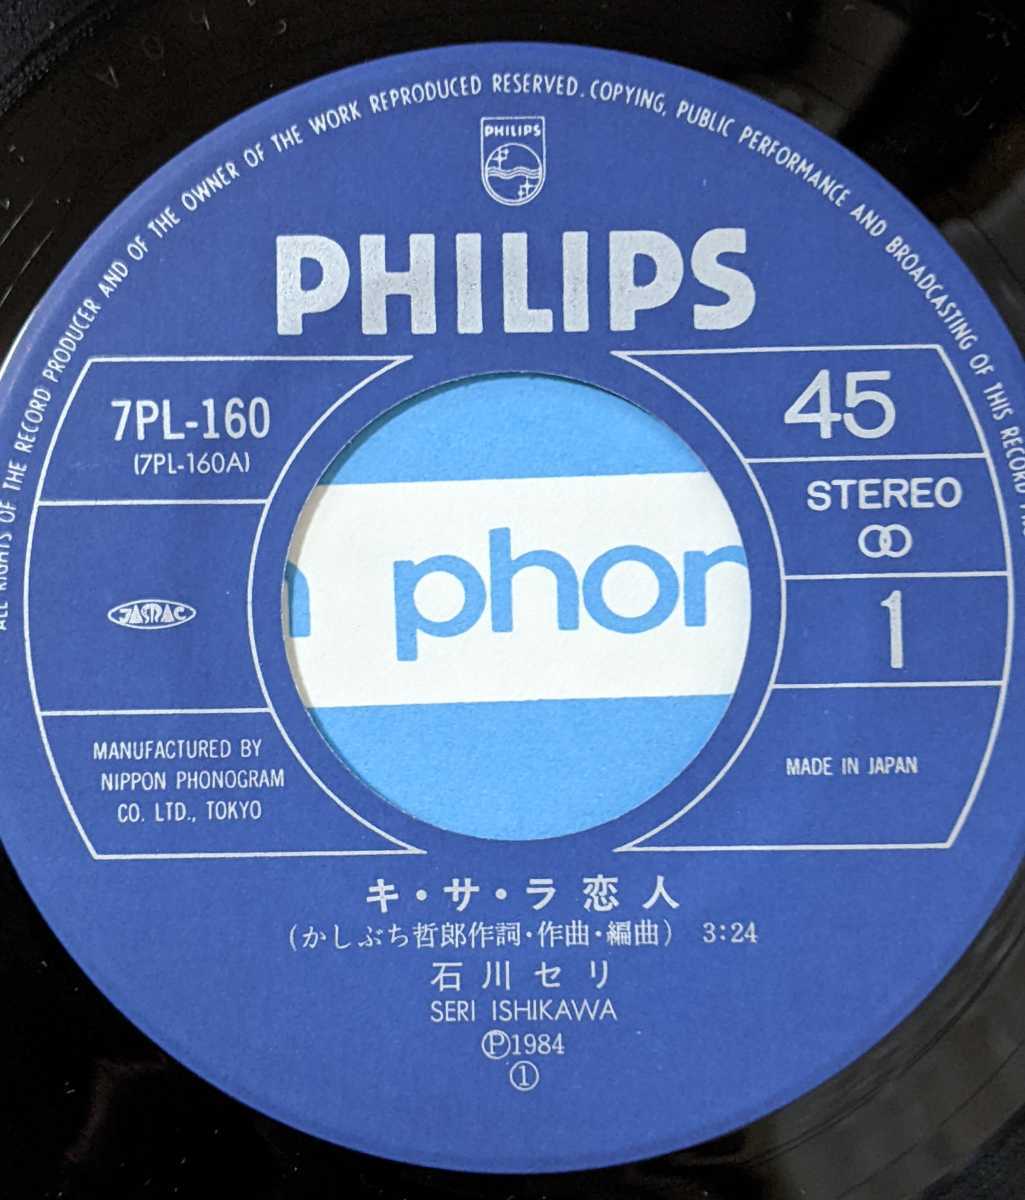 ALL RIGHTS OF THE RECORD PRODUCER AND OF THE OWNER OF THE WORK REPRODUCED RESERVED. COPYING, PUBLIC PERFORMANCE AND BROADCASTING OF THIS RECORD
PHILIPS
PHILIPS
7PL-160
(7PL-160A)
45
STEREO
1
JASRAC
phon
MANUFACTURED BY
NIPPON PHONOGRAM
CO. LTD., TOKYO
MADE IN JAPAN
キ・サ・ラ恋人
(かしぶち哲郎作詞・作曲・編曲) 3:24
石川セリ
SERI ISHIKAWA
Ⓟ1984
①